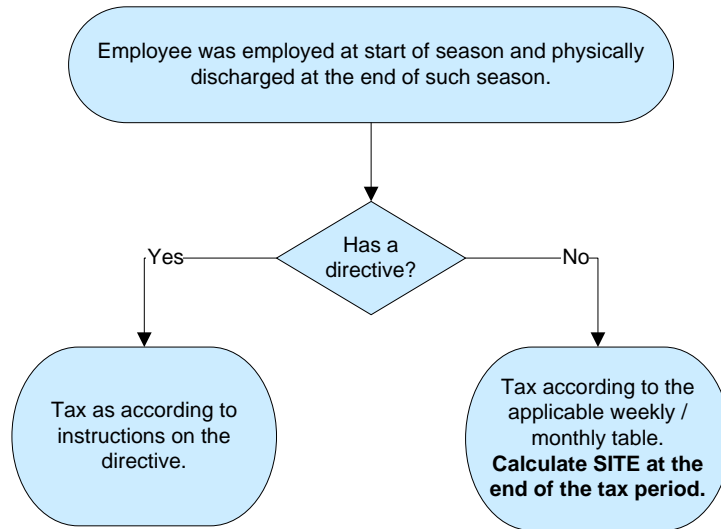 Employee was employed at start of season and physically
discharged at the end of such season.
Has a
directive?
Yes
No
Tax as according to
instructions on the
directive.
Tax according to the
applicable weekly /
monthly table.
Calculate SITE at the
end of the tax period.